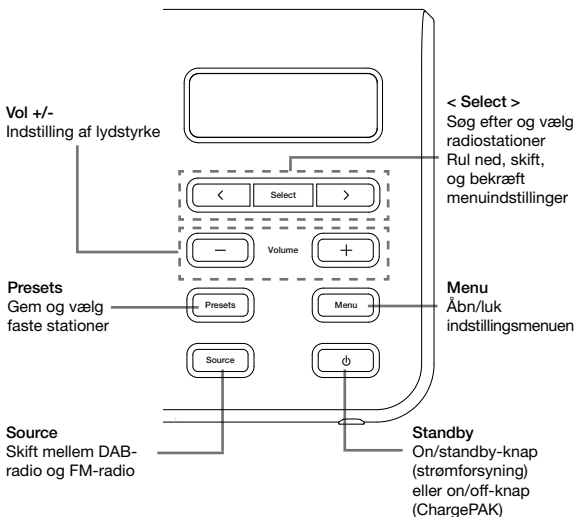 Vol +/-
Indstilling af lydstyrke
< Select >
Søg efter og vælg
radiostationer
Rul ned, skift,
og bekræft
menuindstillinger
< Select >
− Volume +
Presets
Gem og vælg
faste stationer
Presets
Menu
Menu
Åbn/luk
indstillingsmenuen
Source
Source
Skift mellem DAB-
radio og FM-radio
Standby
On/standby-knap
(strømforsyning)
eller on/off-knap
(ChargePAK)